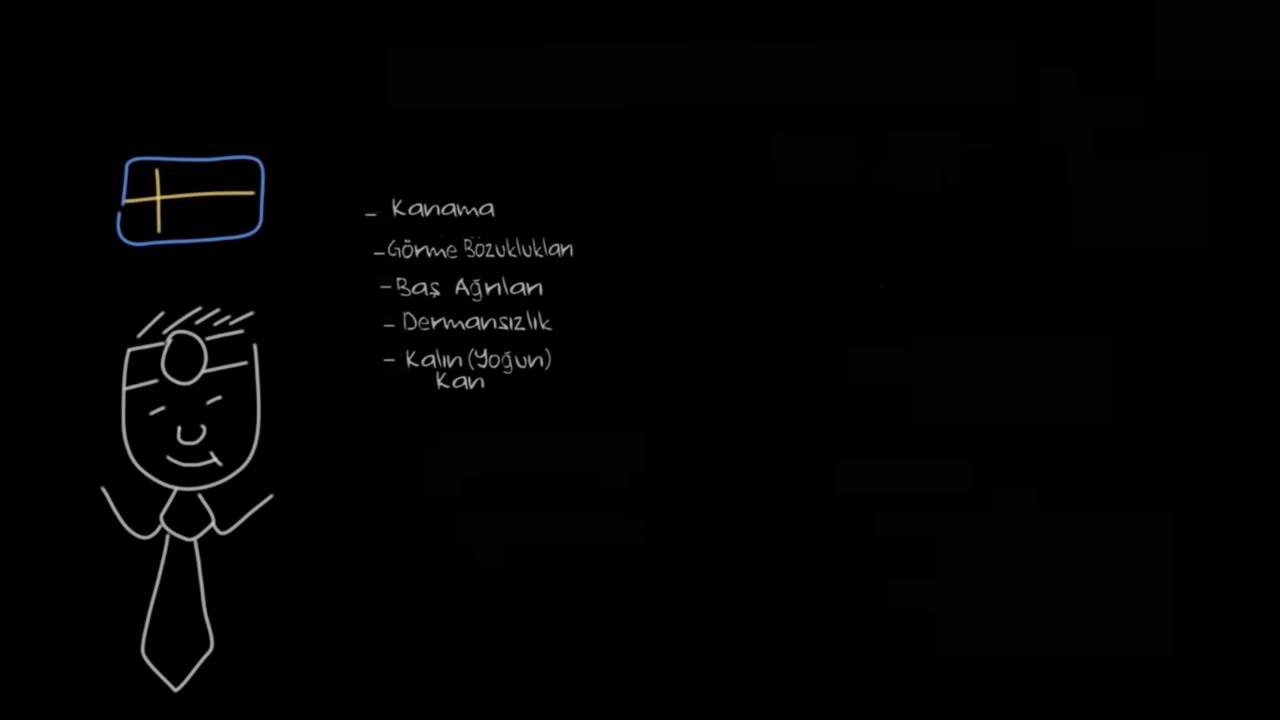 - Kanama
- Görme Bozuklukları
- Baş Ağrıları
- Dermansızlık
- Kalın (Yoğun)
Kan